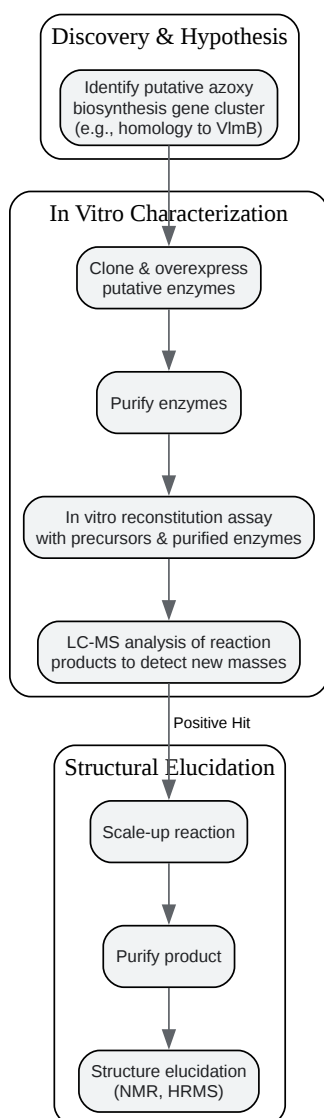 Discovery & Hypothesis
Identify putative azoxy
biosynthesis gene cluster
(e.g., homology to VlmB)
In Vitro Characterization
Clone & overexpress
putative enzymes
Purify enzymes
In vitro reconstitution assay
with precursors & purified enzymes
LC-MS analysis of reaction
products to detect new masses
Positive Hit
Structural Elucidation
Scale-up reaction
Purify product
Structure elucidation
(NMR, HRMS)